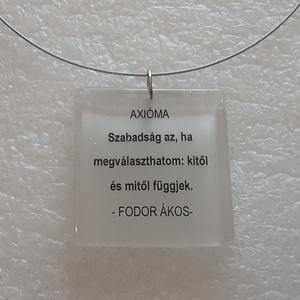 AXIÓMA
Szabadság az, ha
megválaszthatom: kitől
és mitől függjek.
- FODOR ÁKOS-